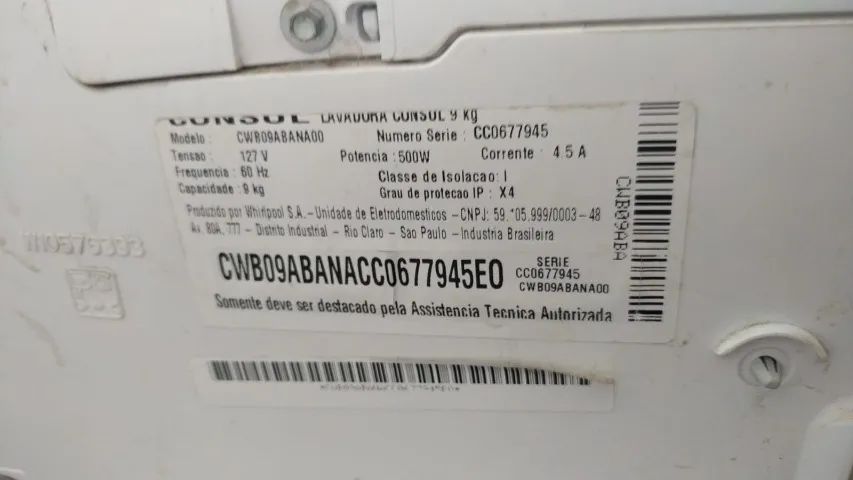 CONSUL LAVADORA CONSUL 9 kg
Modelo : CWB09ABANA00 Numero Serie : CC0677945
Tensao : 127 V Potencia : 500W Corrente : 4.5 A
Frequencia : 60 Hz Classe de Isolacao : I
Capacidade : 9 kg Grau de protecao IP : X4
Produzido por Whirlpool S.A. - Unidade de Eletrodomesticos - CNPJ: 59.*05.999/0003-48
Av. 80A, 777 - Distrito Industrial - Rio Claro - Sao Paulo - Industria Brasileira
CWB09ABANACC0677945E0
SERIE
CC0677945
CWB09ABANA00
Somente deve ser destacado pela Assistencia Tecnica Autorizada
CWB09ABA